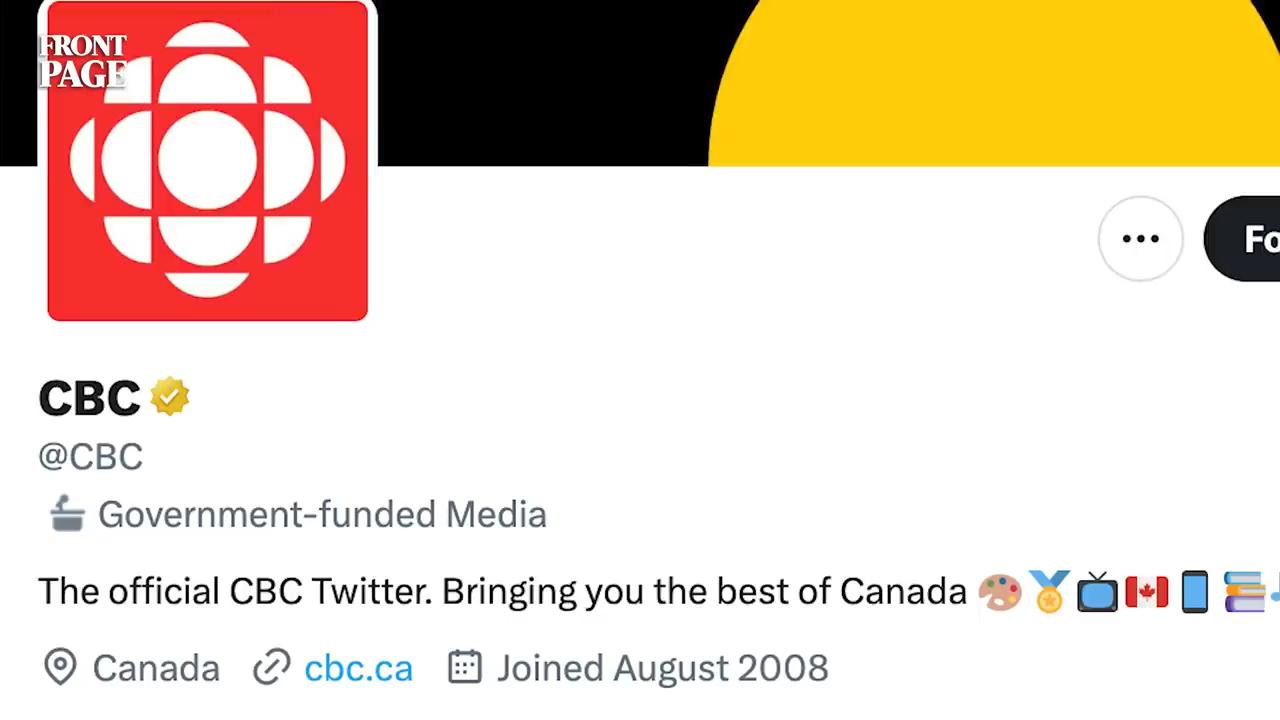 FRONT
PAGE
Fo
CBC
@CBC
Government-funded Media
The official CBC Twitter. Bringing you the best of Canada 🎨🏅📺🇨🇦📱📚
Canada cbc.ca Joined August 2008